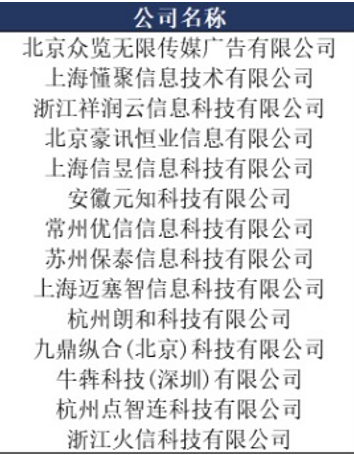 公司名称
北京众览无限传媒广告有限公司
上海懂聚信息技术有限公司
浙江祥润云信息科技有限公司
北京豪讯恒业信息有限公司
上海信昱信息科技有限公司
安徽元知科技有限公司
常州优信信息科技有限公司
苏州保泰信息科技有限公司
上海迈塞智信息科技有限公司
杭州朗和科技有限公司
九鼎纵合(北京)科技有限公司
牛犇科技(深圳)有限公司
杭州点智连科技有限公司
浙江火信科技有限公司